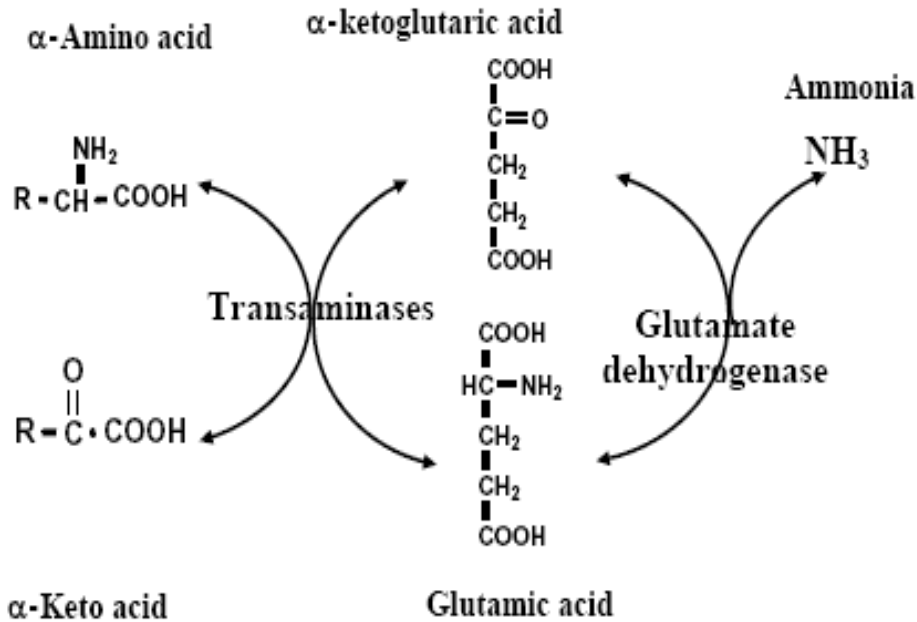 α-Amino acid
α-ketoglutaric acid
Ammonia
NH₃
NH₂
R-CH-COOH
COOH
C=O
CH₂
CH₂
COOH
Transaminases
Glutamate
dehydrogenase
O
R-C·COOH
COOH
HC-NH₂
CH₂
CH₂
COOH
α-Keto acid
Glutamic acid